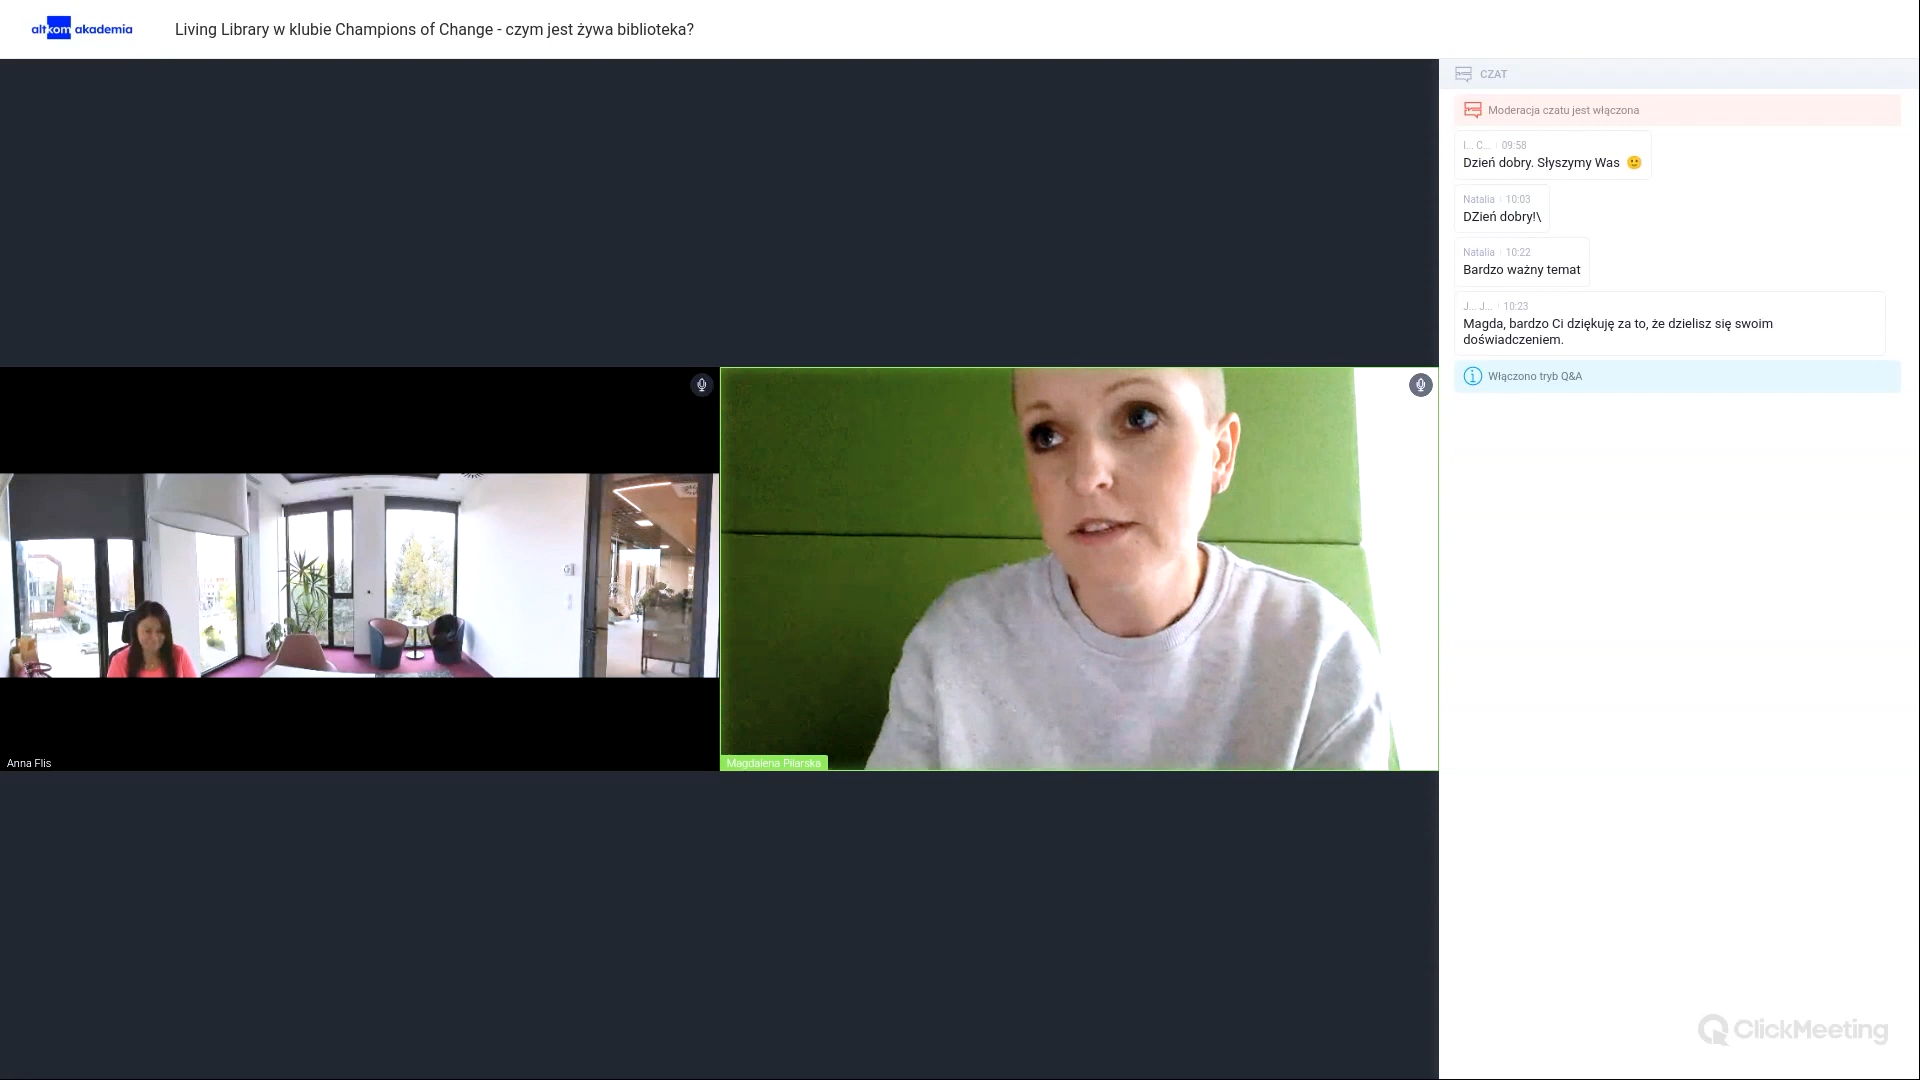 altkom akademia
Living Library w klubie Champions of Change - czym jest żywa biblioteka?
CZAT
Moderacja czatu jest włączona
I... C... 09:58
Dzień dobry. Słyszymy Was 🙂
Natalia 10:03
DZień dobry!\
Natalia 10:22
Bardzo ważny temat
J... J... 10:23
Magda, bardzo Ci dziękuję za to, że dzielisz się swoim
doświadczeniem.
Włączono tryb Q&A
Anna Flis
Magdalena Pilarska
ClickMeeting